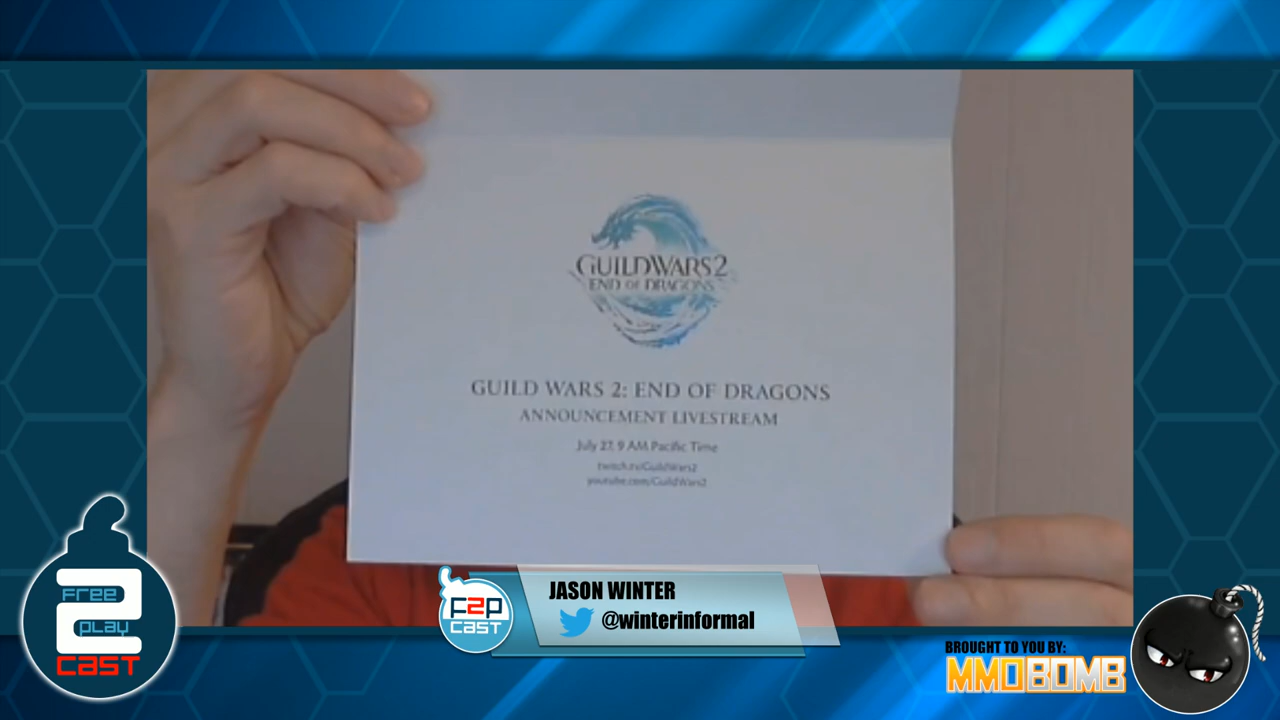 GUILD WARS 2
END OF DRAGONS
GUILD WARS 2: END OF DRAGONS
ANNOUNCEMENT LIVESTREAM
July 27, 9 AM Pacific Time
twitch.tv/GuildWars2
youtube.com/GuildWars2
FREE
2
PLAY
CAST
F2P
CAST
JASON WINTER
@winterinformal
BROUGHT TO YOU BY:
MMOBOMB